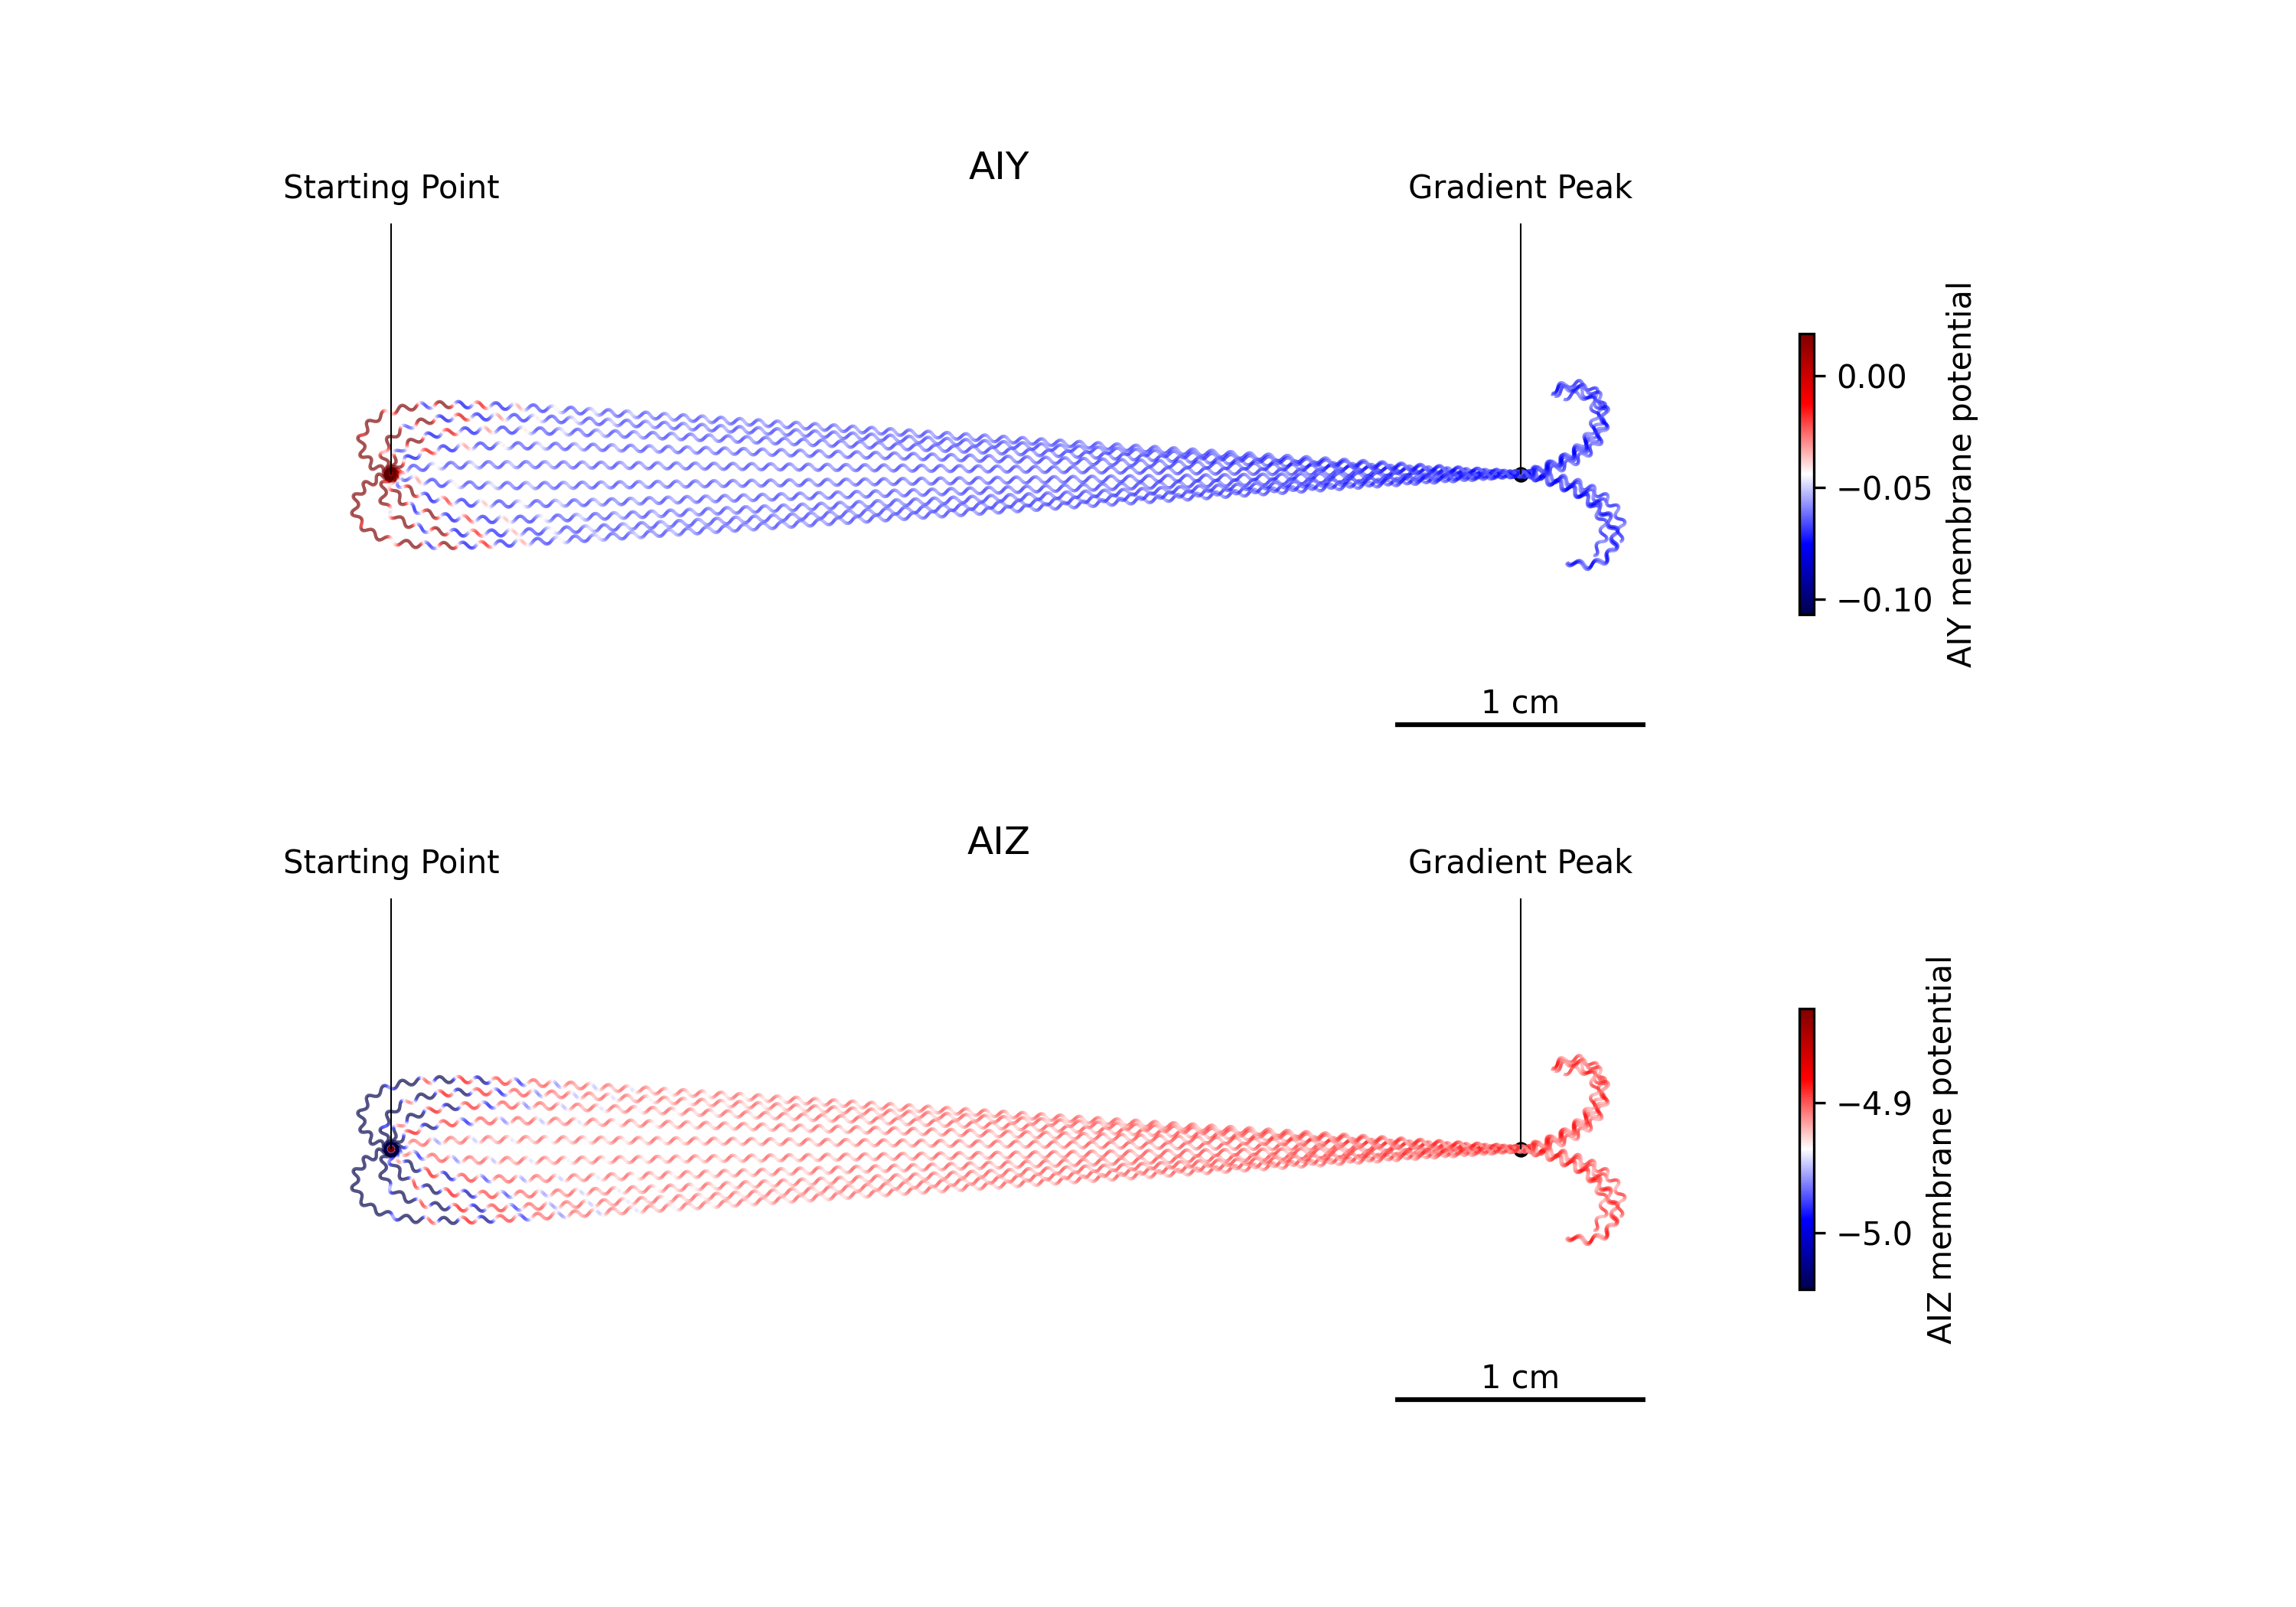 AIY
Starting Point
Gradient Peak
0.00
−0.05
−0.10
AIY membrane potential
1 cm
AIZ
Starting Point
Gradient Peak
−4.9
−5.0
AIZ membrane potential
1 cm